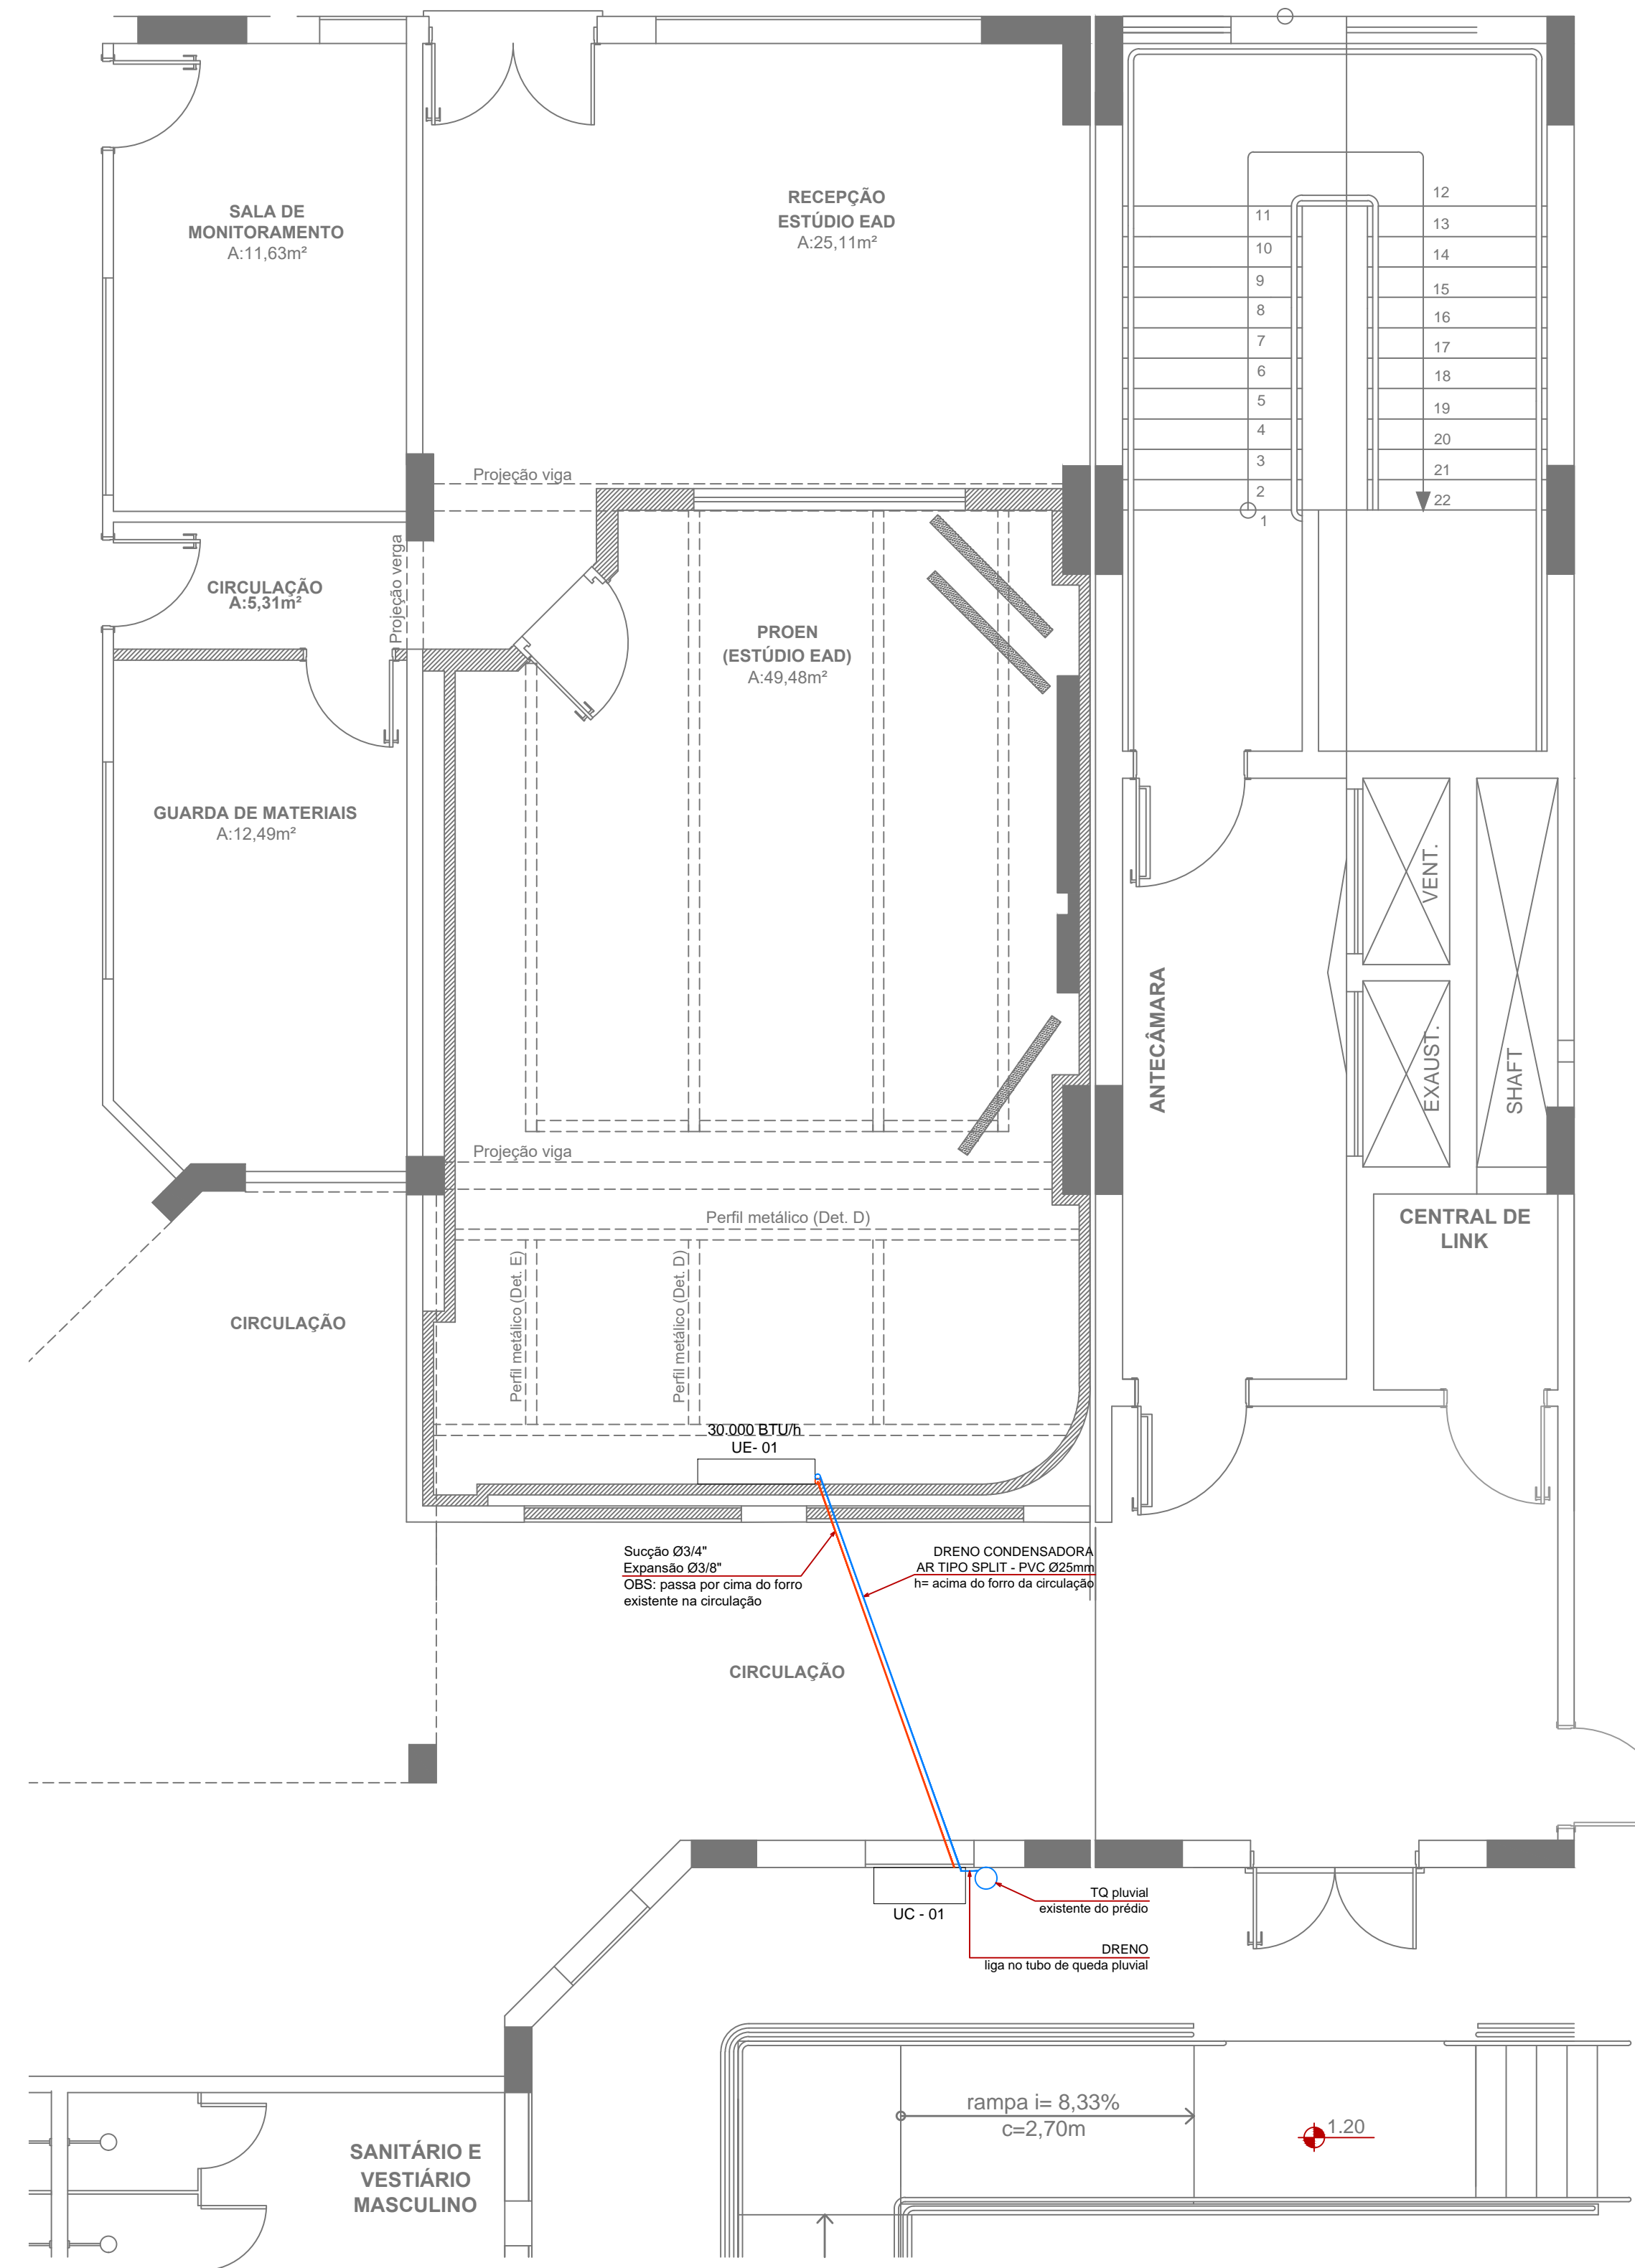 SALA DE
MONITORAMENTO
A:11,63m²
RECEPÇÃO
ESTÚDIO EAD
A:25,11m²
12
11
13
10
14
9
15
8
16
7
17
6
18
5
19
4
20
3
21
2
22
1
Projeção viga
Projeção verga
CIRCULAÇÃO
A:5,31m²
PROEN
(ESTÚDIO EAD)
A:49,48m²
GUARDA DE MATERIAIS
A:12,49m²
VENT.
ANTECÂMARA
EXAUST.
SHAFT
Projeção viga
Perfil metálico (Det. D)
CENTRAL DE
LINK
Perfil metálico (Det. E)
Perfil metálico (Det. D)
CIRCULAÇÃO
30.000 BTU/h
UE- 01
Sucção Ø3/4"
Expansão Ø3/8"
OBS: passa por cima do forro
existente na circulação
DRENO CONDENSADORA
AR TIPO SPLIT - PVC Ø25mm
h= acima do forro da circulação
CIRCULAÇÃO
UC - 01
TQ pluvial
existente do prédio
DRENO
liga no tubo de queda pluvial
rampa i= 8,33%
c=2,70m
1.20
SANITÁRIO E
VESTIÁRIO
MASCULINO